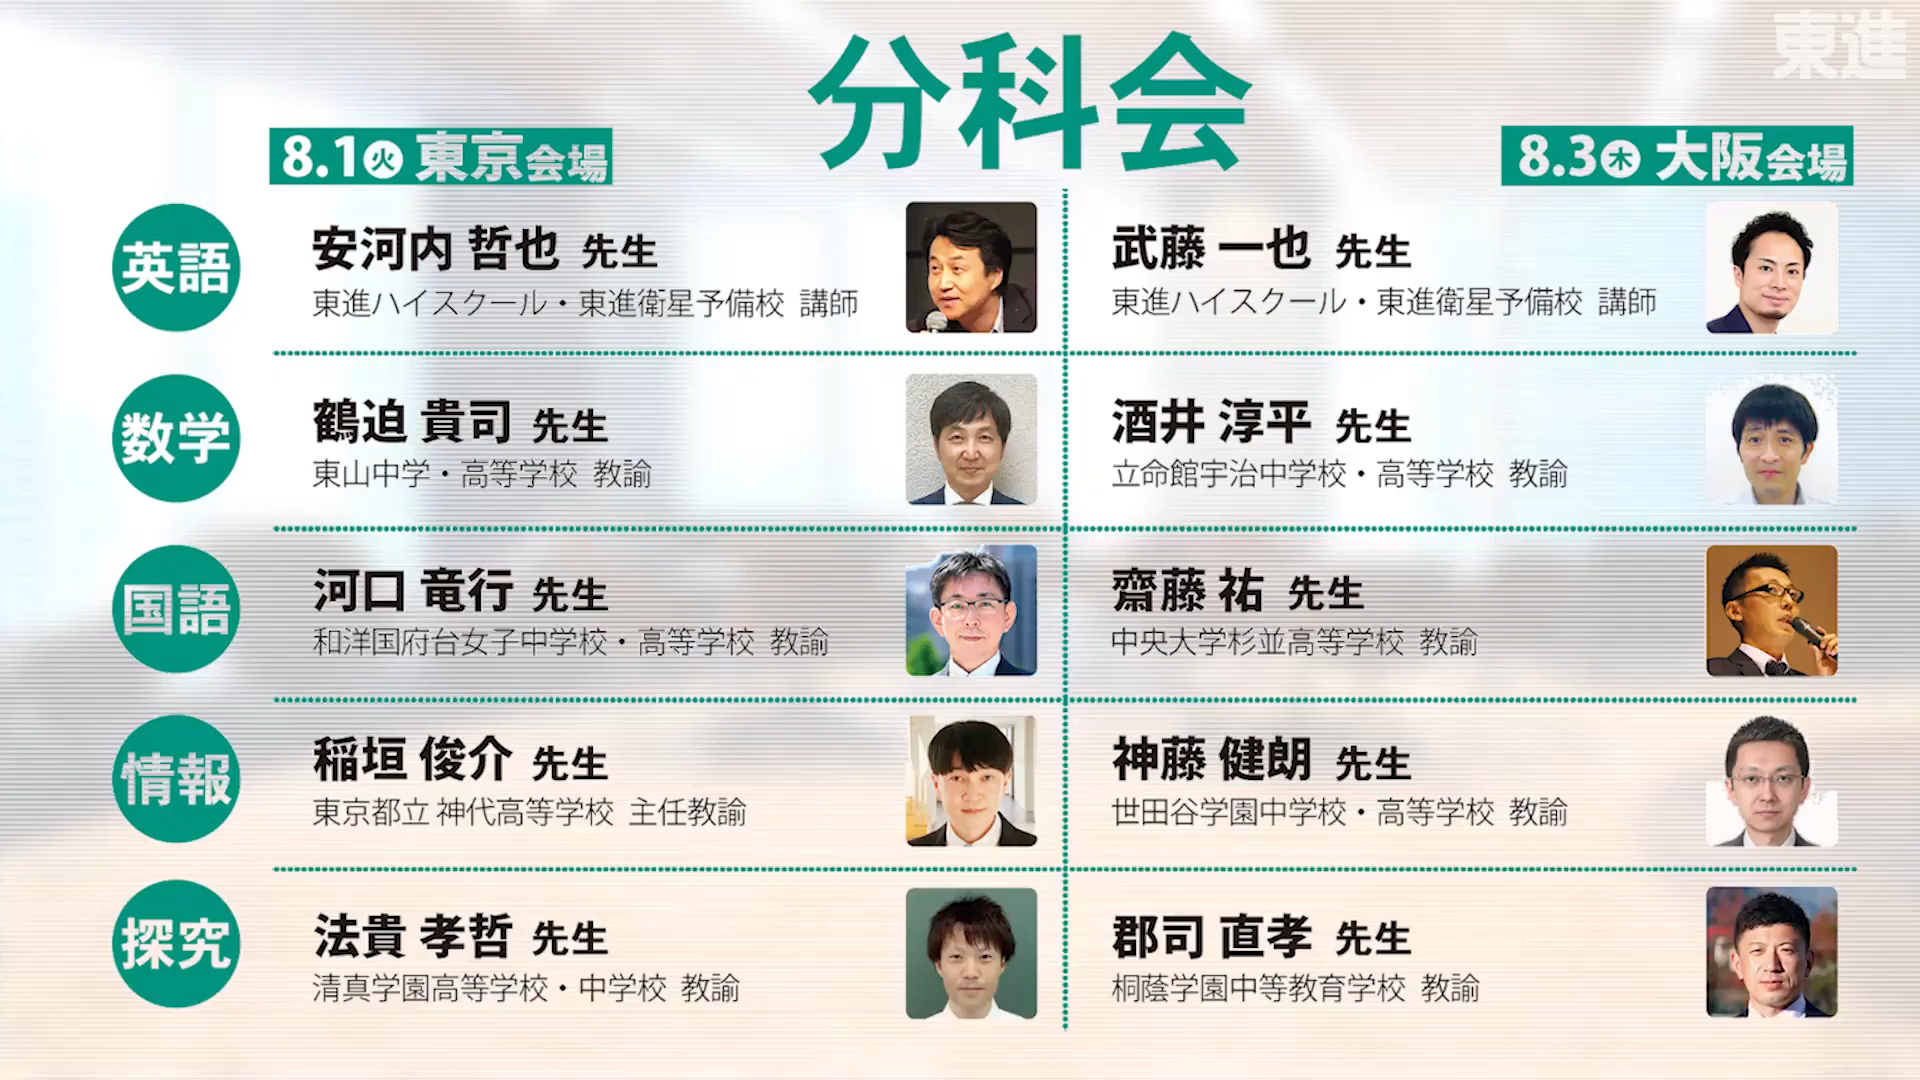 東進
分科会
8.1㊋ 東京会場
8.3㊍ 大阪会場
英語
安河内 哲也 先生
東進ハイスクール・東進衛星予備校 講師
武藤 一也 先生
東進ハイスクール・東進衛星予備校 講師
数学
鶴迫 貴司 先生
東山中学・高等学校 教諭
酒井 淳平 先生
立命館宇治中学校・高等学校 教諭
国語
河口 竜行 先生
和洋国府台女子中学校・高等学校 教諭
齋藤 祐 先生
中央大学杉並高等学校 教諭
情報
稲垣 俊介 先生
東京都立 神代高等学校 主任教諭
神藤 健朗 先生
世田谷学園中学校・高等学校 教諭
探究
法貴 孝哲 先生
清真学園高等学校・中学校 教諭
郡司 直孝 先生
桐蔭学園中等教育学校 教諭